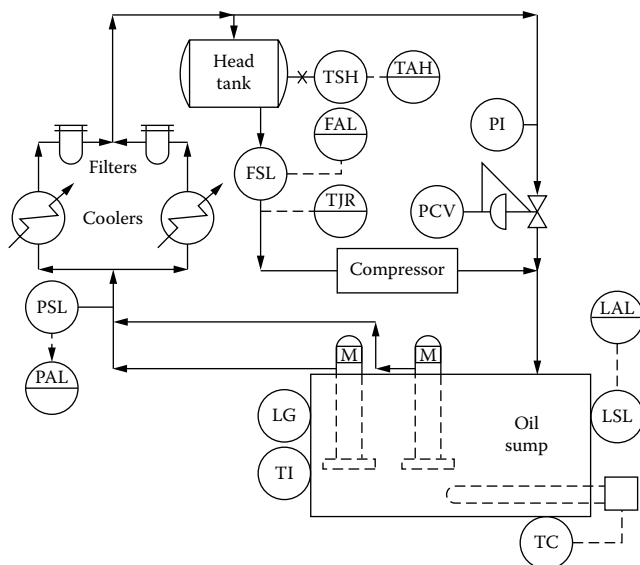 Head
tank
TSH
TAH
FAL
PI
Filters
FSL
TJR
PCV
Coolers
Compressor
PSL
LAL
PAL
M
M
LG
Oil
sump
LSL
TI
TC